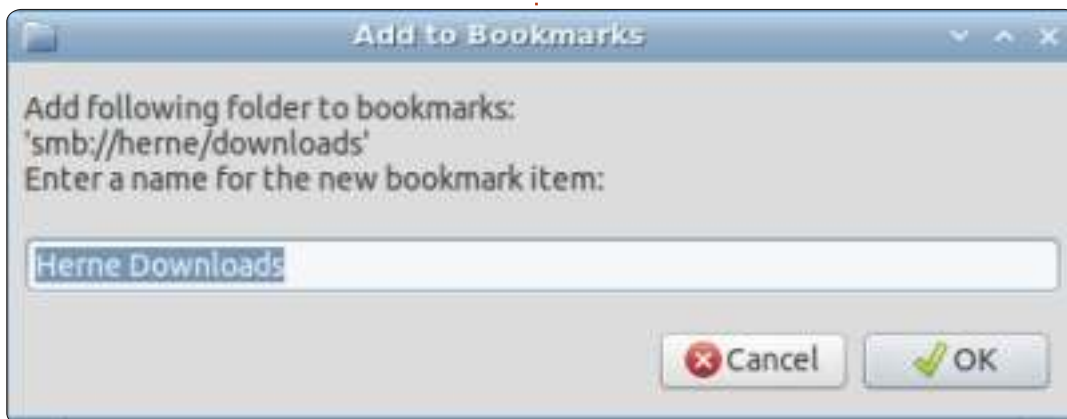 Add to Bookmarks
Add following folder to bookmarks:
'smb://herne/downloads'
Enter a name for the new bookmark item:
Herne Downloads
Cancel
OK